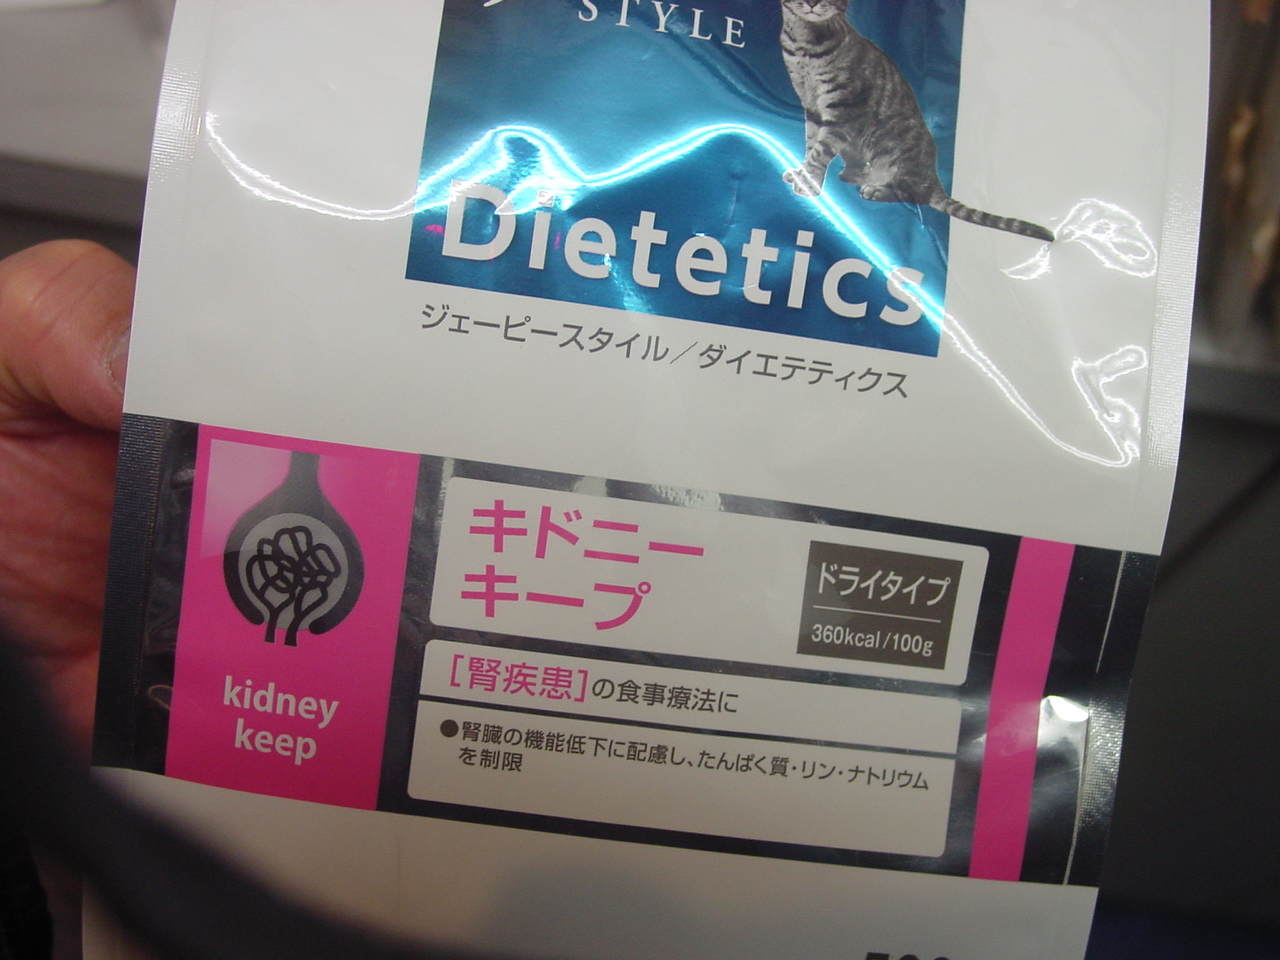 STYLE
Dietetics
ジェーピースタイル／ダイエテティクス
キドニー
キープ
ドライタイプ
360kcal/100g
kidney
keep
[腎疾患]の食事療法に
●腎臓の機能低下に配慮し、たんぱく質・リン・ナトリウム
を制限